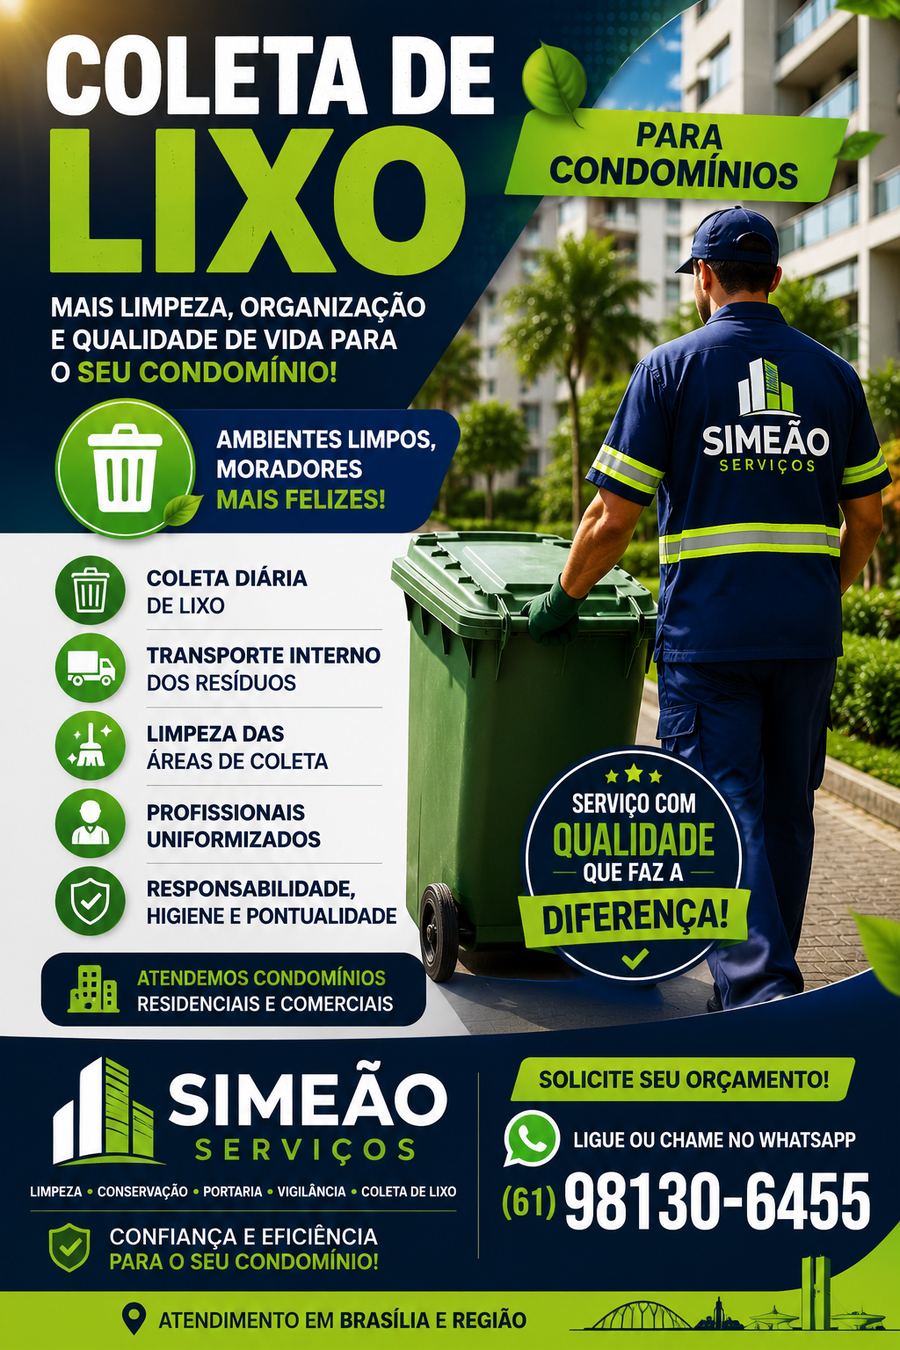 COLETA DE
LIXO
PARA
CONDOMÍNIOS
MAIS LIMPEZA, ORGANIZAÇÃO
E QUALIDADE DE VIDA PARA
O SEU CONDOMÍNIO!
AMBIENTES LIMPOS,
MORADORES
MAIS FELIZES!
SIMEÃO
SERVIÇOS
COLETA DIÁRIA
DE LIXO
TRANSPORTE INTERNO
DOS RESÍDUOS
LIMPEZA DAS
ÁREAS DE COLETA
PROFISSIONAIS
UNIFORMIZADOS
RESPONSABILIDADE,
HIGIENE E PONTUALIDADE
SERVIÇO COM
QUALIDADE
QUE FAZ A
DIFERENÇA!
ATENDEMOS CONDOMÍNIOS
RESIDENCIAIS E COMERCIAIS
SIMEÃO
SERVIÇOS
LIMPEZA • CONSERVAÇÃO • PORTARIA • VIGILÂNCIA • COLETA DE LIXO
CONFIANÇA E EFICIÊNCIA
PARA O SEU CONDOMÍNIO!
SOLICITE SEU ORÇAMENTO!
LIGUE OU CHAME NO WHATSAPP
(61) 98130-6455
ATENDIMENTO EM BRASÍLIA E REGIÃO